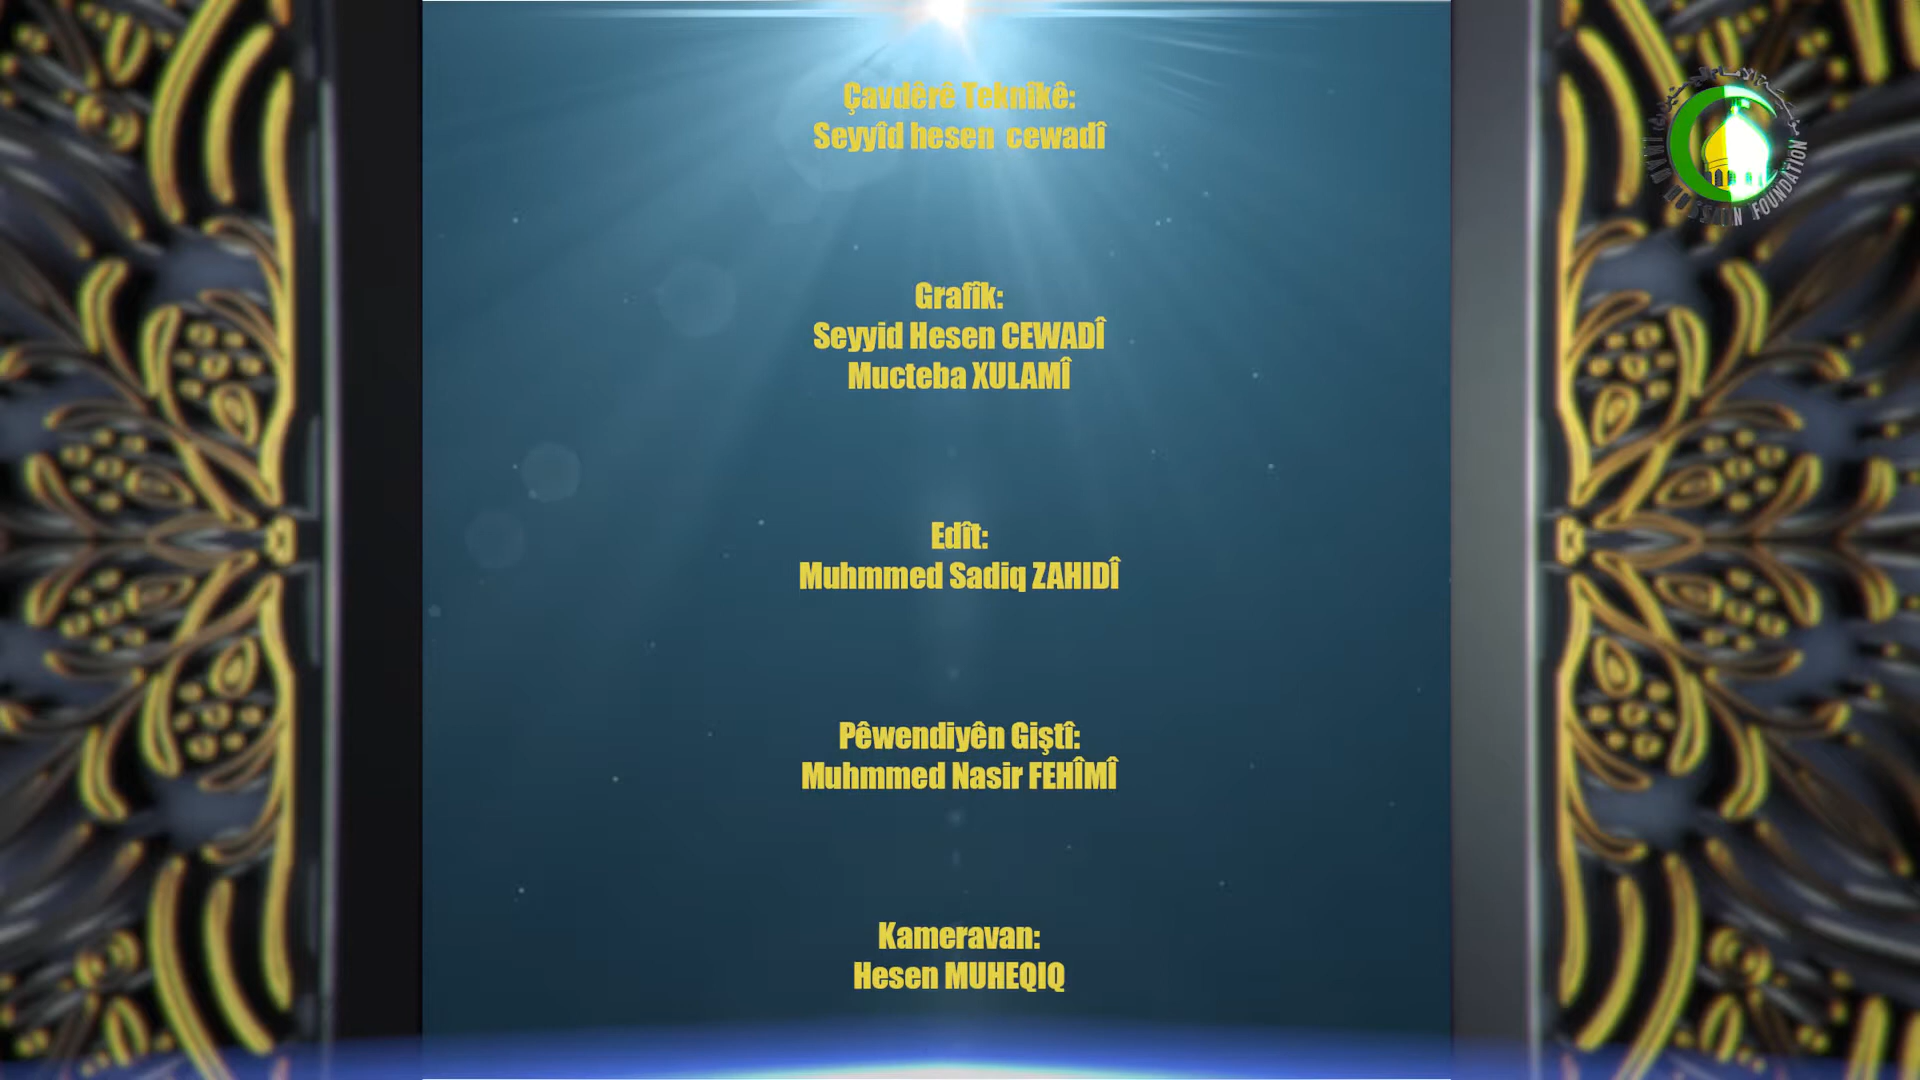 Çavdêrê Teknîkê:
Seyyîd hesen cewadî
Grafîk:
Seyyid Hesen CEWADÎ
Mucteba XULAMÎ
Edît:
Muhmmed Sadiq ZAHIDÎ
Pêwendiyên Giştî:
Muhmmed Nasir FEHÎMÎ
Kameravan:
Hesen MUHEQIQ
FOUNDATION